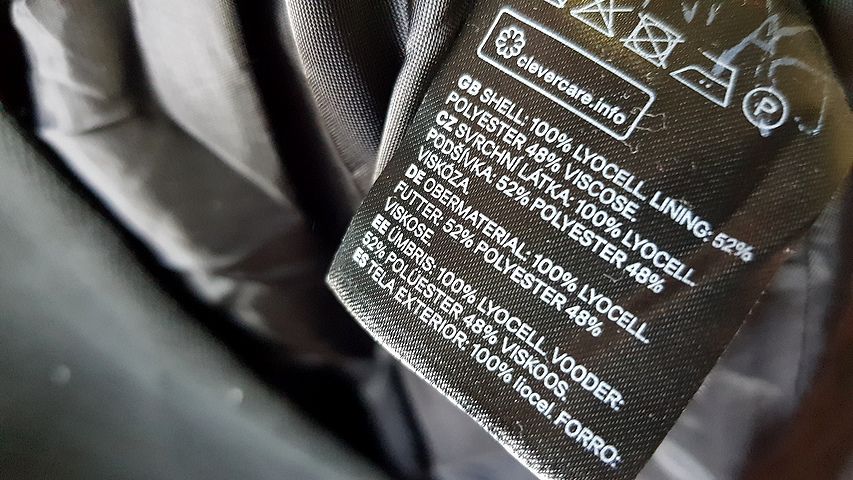 clevercare.info
GB SHELL: 100% LYOCELL. LINING: 52%
POLYESTER 48% VISCOSE.
CZ SVRCHNÍ LÁTKA: 100% LYOCELL.
PODŠÍVKA: 52% POLYESTER 48%
VISKÓZA.
DE OBERMATERIAL: 100% LYOCELL.
FUTTER: 52% POLYESTER 48%
VISKOSE.
EE ÜMBRIS: 100% LYOCELL, VOODER:
52% POLÜESTER 48% VISKOOS.
ES TELA EXTERIOR: 100% liocel, FORRO:
P